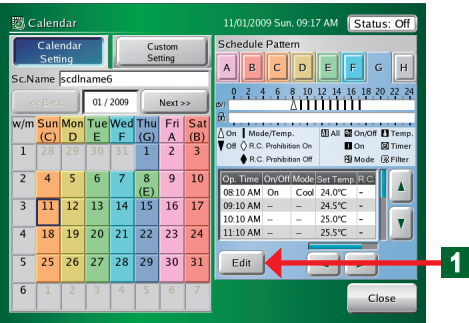 Calendar
11/01/2009 Sun. 09:17 AM
Status: Off
Calendar Setting
Custom Setting
Sc.Name scdlname6
<< Back
01 / 2009
Next >>
w/m Sun (C) Mon D Tue E Wed F Thu (G) Fri A Sat (B)
1 28 29 30 31 1 2 3
2 4 5 6 7 8 (E) 9 10
3 11 12 13 14 15 16 17
4 18 19 20 21 22 23 24
5 25 26 27 28 29 30 31
6 1 2 3 4 5 6 7
Schedule Pattern
A B C D E F G H
0 2 4 6 8 10 12 14 16 18 20 22 24
On Mode/Temp. All On/Off Temp.
Off R.C. Prohibition On On Timer
R.C. Prohibition Off Mode Filter
Op. Time On/Off Mode Set Temp. R.C.
08:10 AM On Cool 24.0°C -
09:10 AM -- -- 24.5°C -
10:10 AM -- -- 25.0°C -
11:10 AM -- -- 25.5°C -
Edit
1
Close